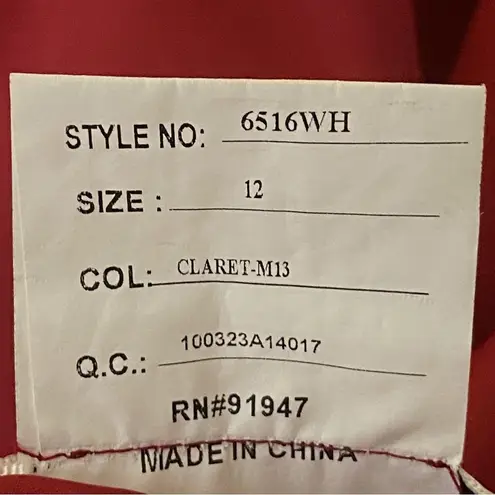 STYLE NO: 6516WH
SIZE : 12
COL: CLARET-M13
Q.C.: 100323A14017
RN#91947
MADE IN CHINA